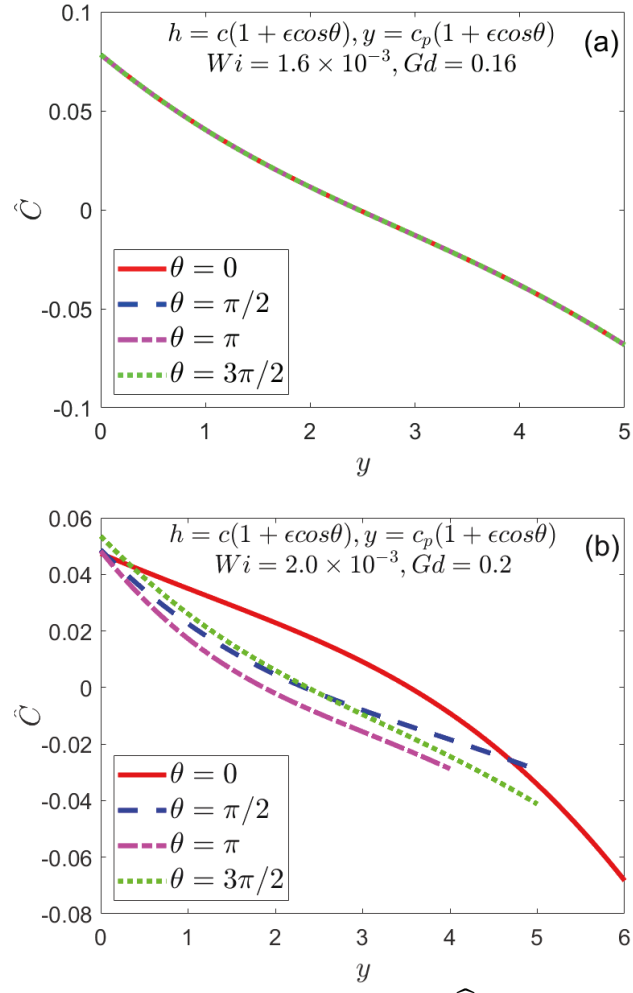 h = c(1 + ϵcosθ), y = c_p(1 + ϵcosθ)
Wi = 1.6 × 10⁻³, Gd = 0.16
(a)
0.1
0.05
0
-0.05
-0.1
Ĉ
θ = 0
θ = π/2
θ = π
θ = 3π/2
0 1 2 3 4 5
y
h = c(1 + ϵcosθ), y = c_p(1 + ϵcosθ)
Wi = 2.0 × 10⁻³, Gd = 0.2
(b)
0.06
0.04
0.02
0
-0.02
-0.04
-0.06
-0.08
Ĉ
θ = 0
θ = π/2
θ = π
θ = 3π/2
0 1 2 3 4 5 6
y